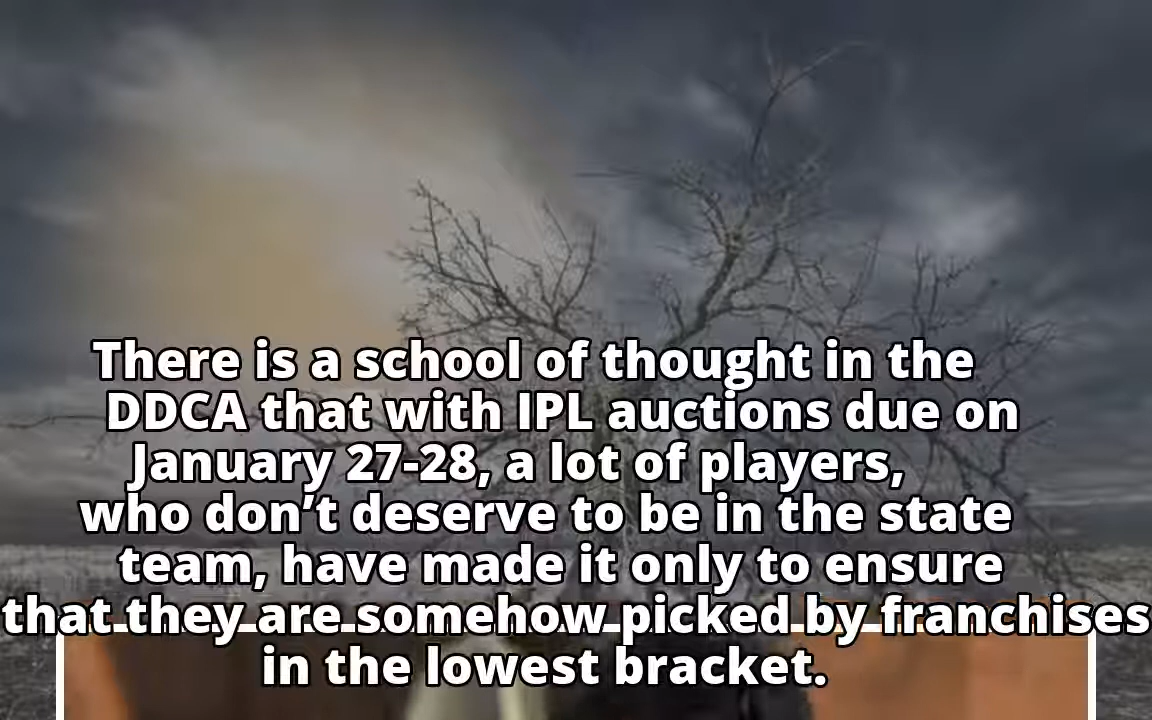 There is a school of thought in the
DDCA that with IPL auctions due on
January 27-28, a lot of players,
who don’t deserve to be in the state
team, have made it only to ensure
that they are somehow picked by franchises
in the lowest bracket.